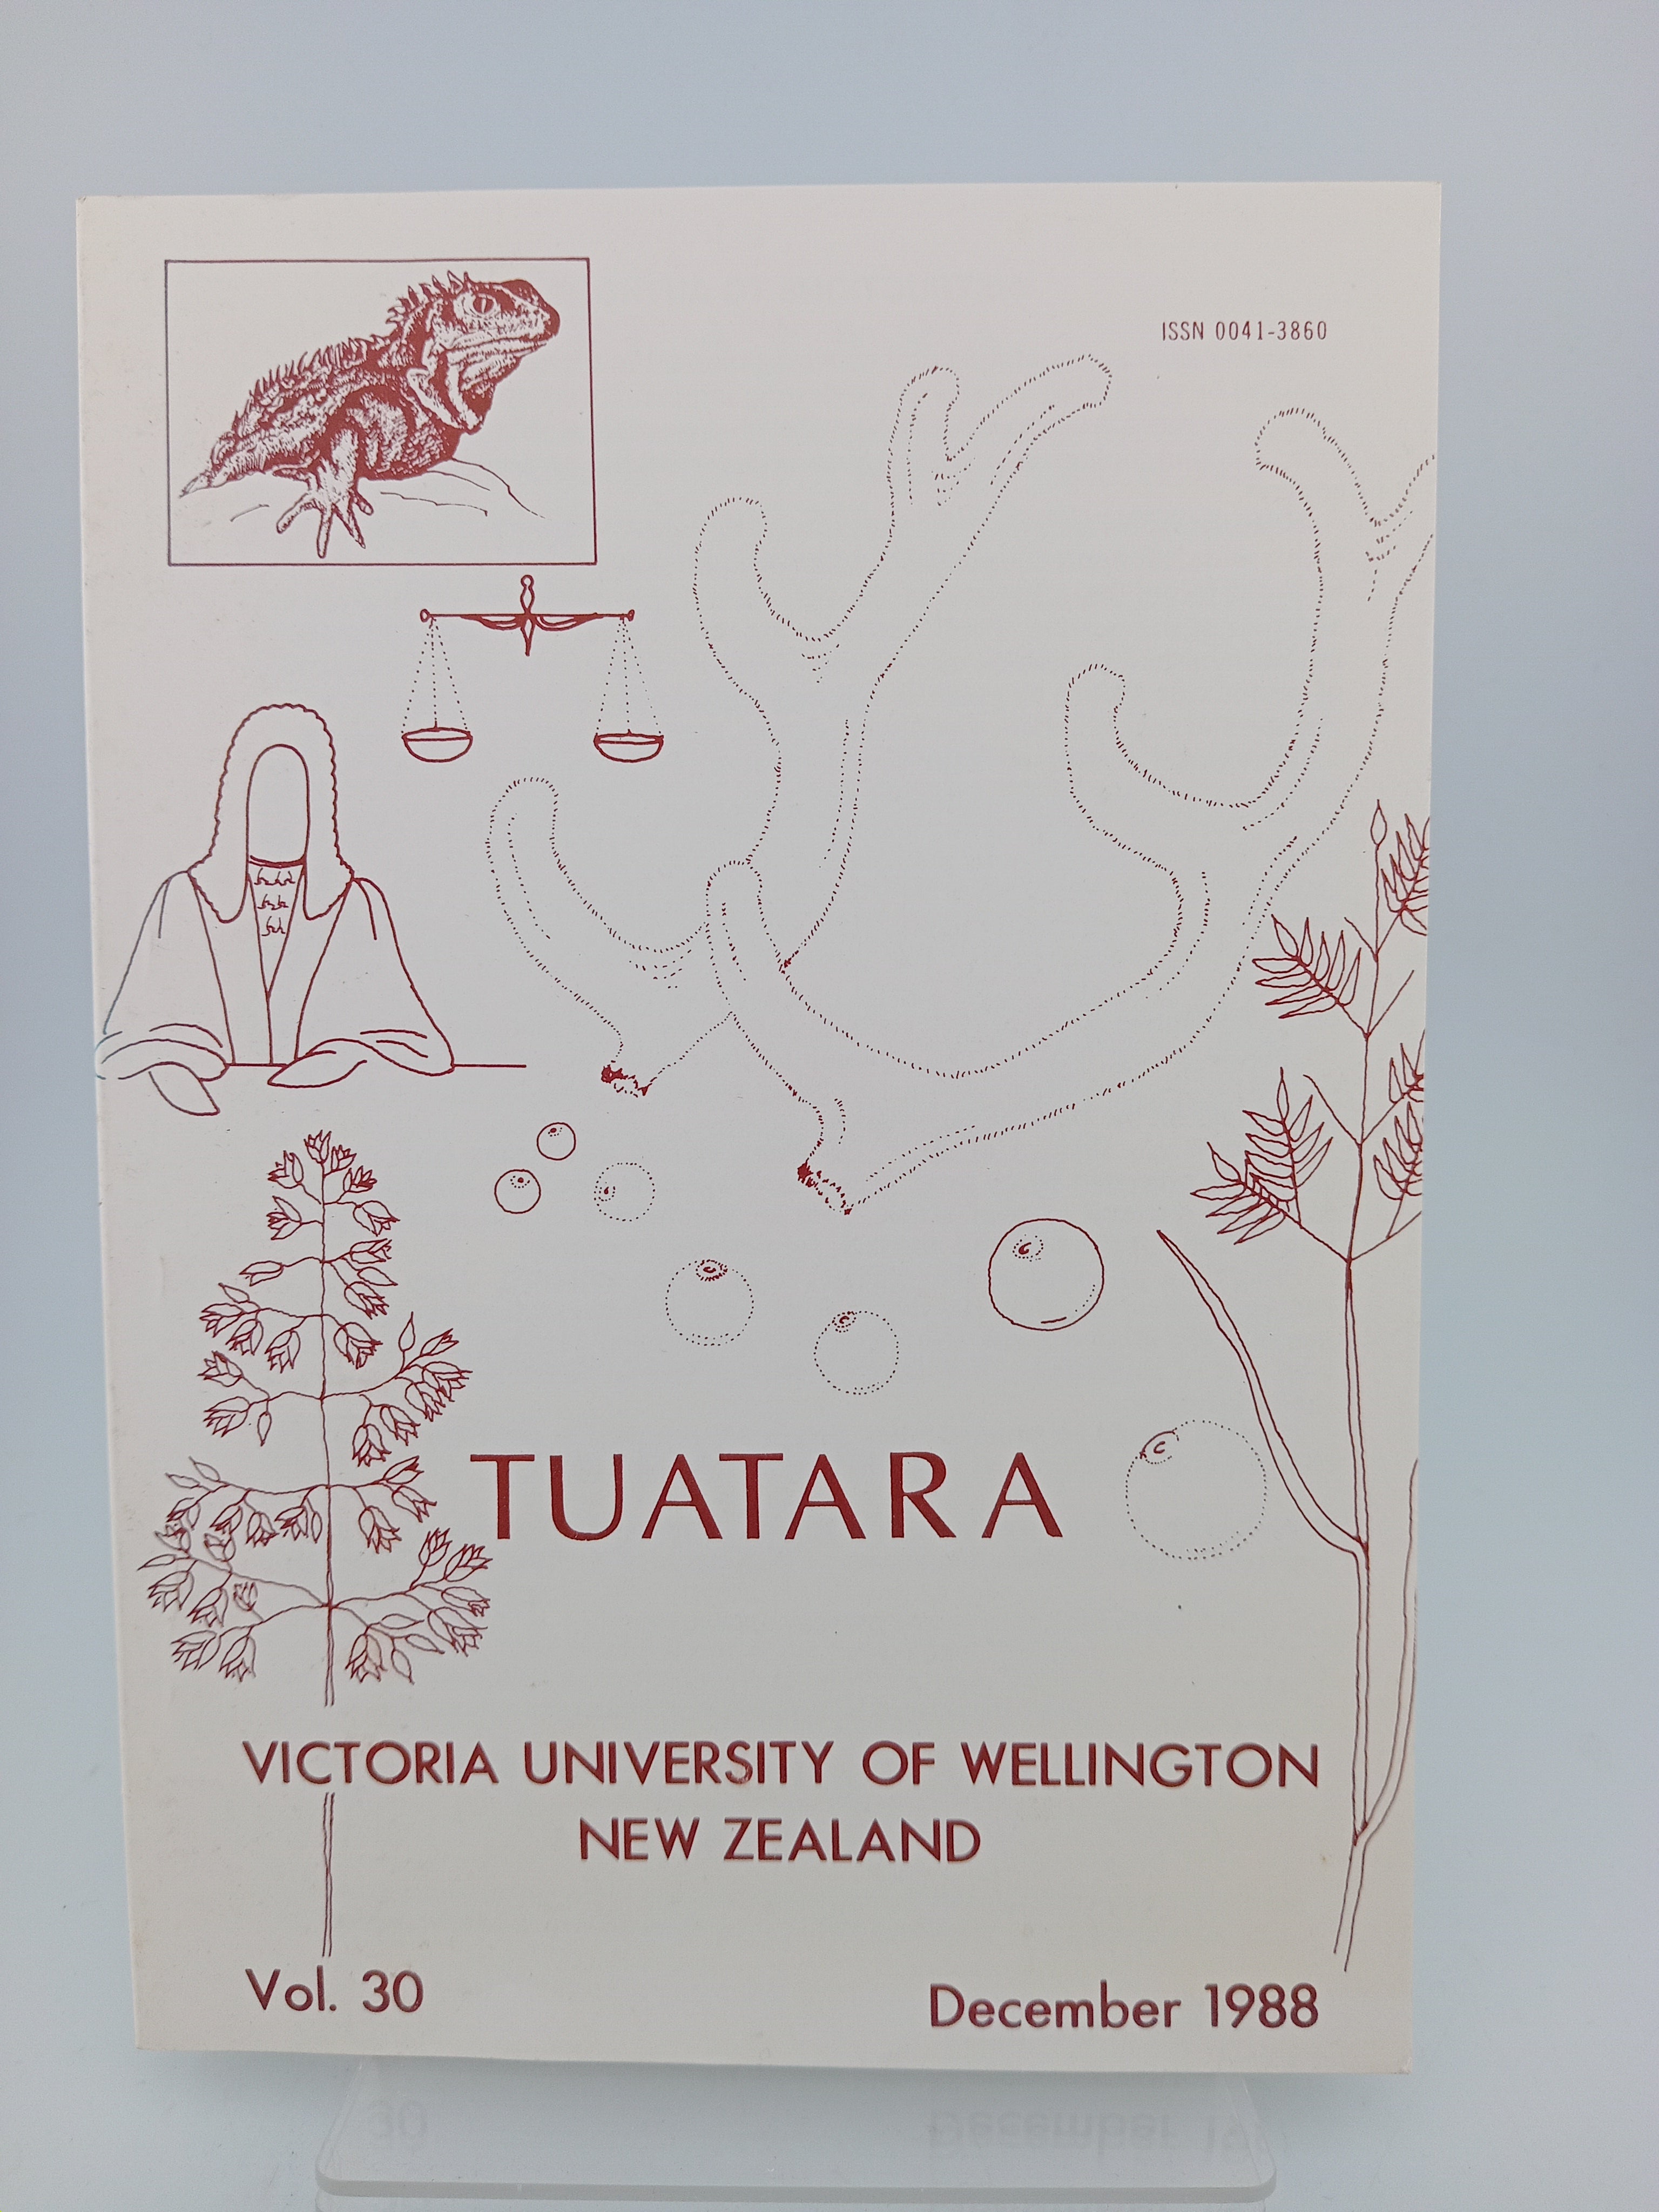 ISSN 0041-3860
TUATARA
VICTORIA UNIVERSITY OF WELLINGTON
NEW ZEALAND
Vol. 30
December 1988